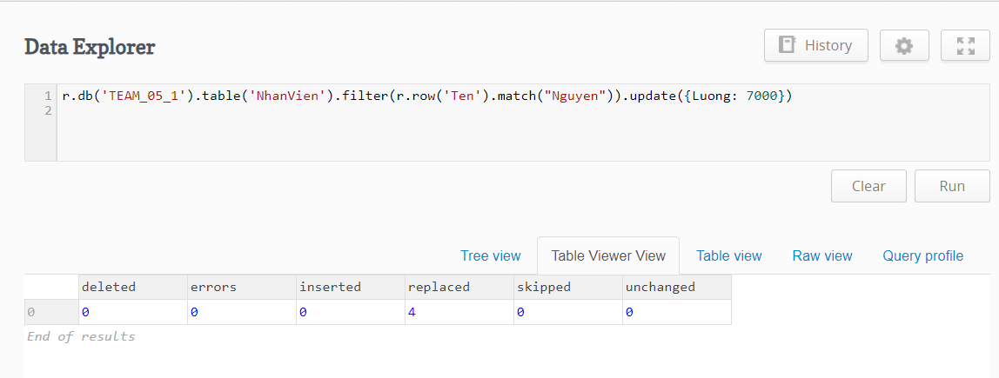 Data Explorer
History
1 r.db('TEAM_05_1').table('NhanVien').filter(r.row('Ten').match("Nguyen")).update({Luong: 7000})
2
Clear Run
Tree view Table Viewer View Table view Raw view Query profile
deleted errors inserted replaced skipped unchanged
0 0 0 0 4 0 0
End of results